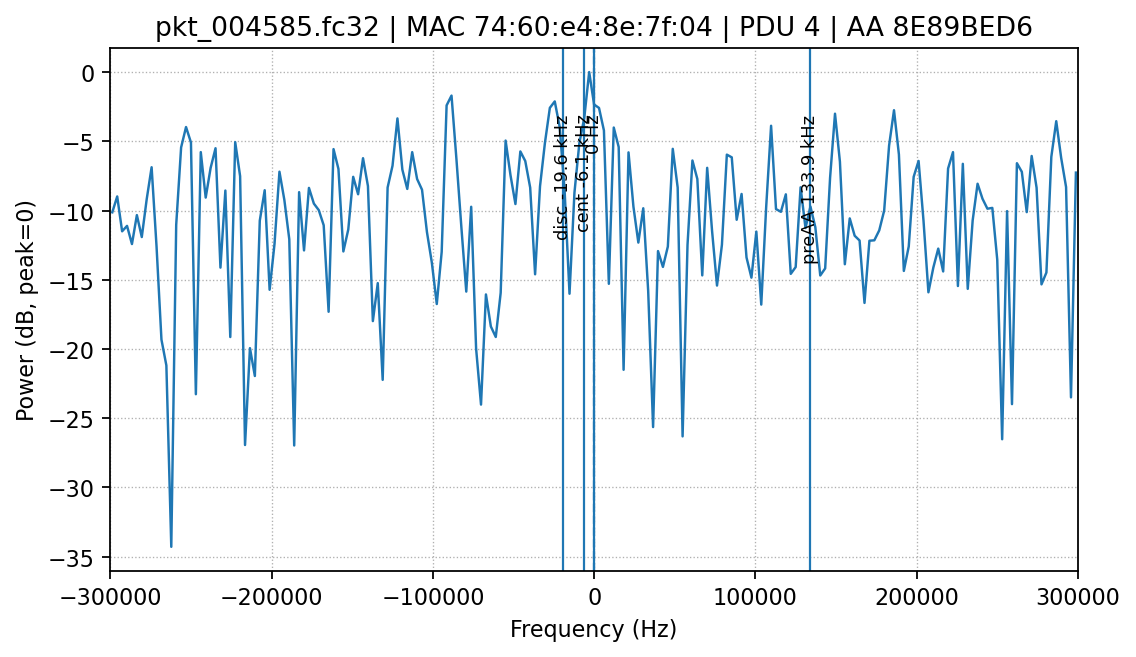 pkt_004585.fc32 | MAC 74:60:e4:8e:7f:04 | PDU 4 | AA 8E89BED6
Power (dB, peak=0)
0
−5
−10
−15
−20
−25
−30
−35
disc -19.6 kHz
cent -6.1 kHz
0 Hz
preAA 133.9 kHz
−300000
−200000
−100000
0
100000
200000
300000
Frequency (Hz)